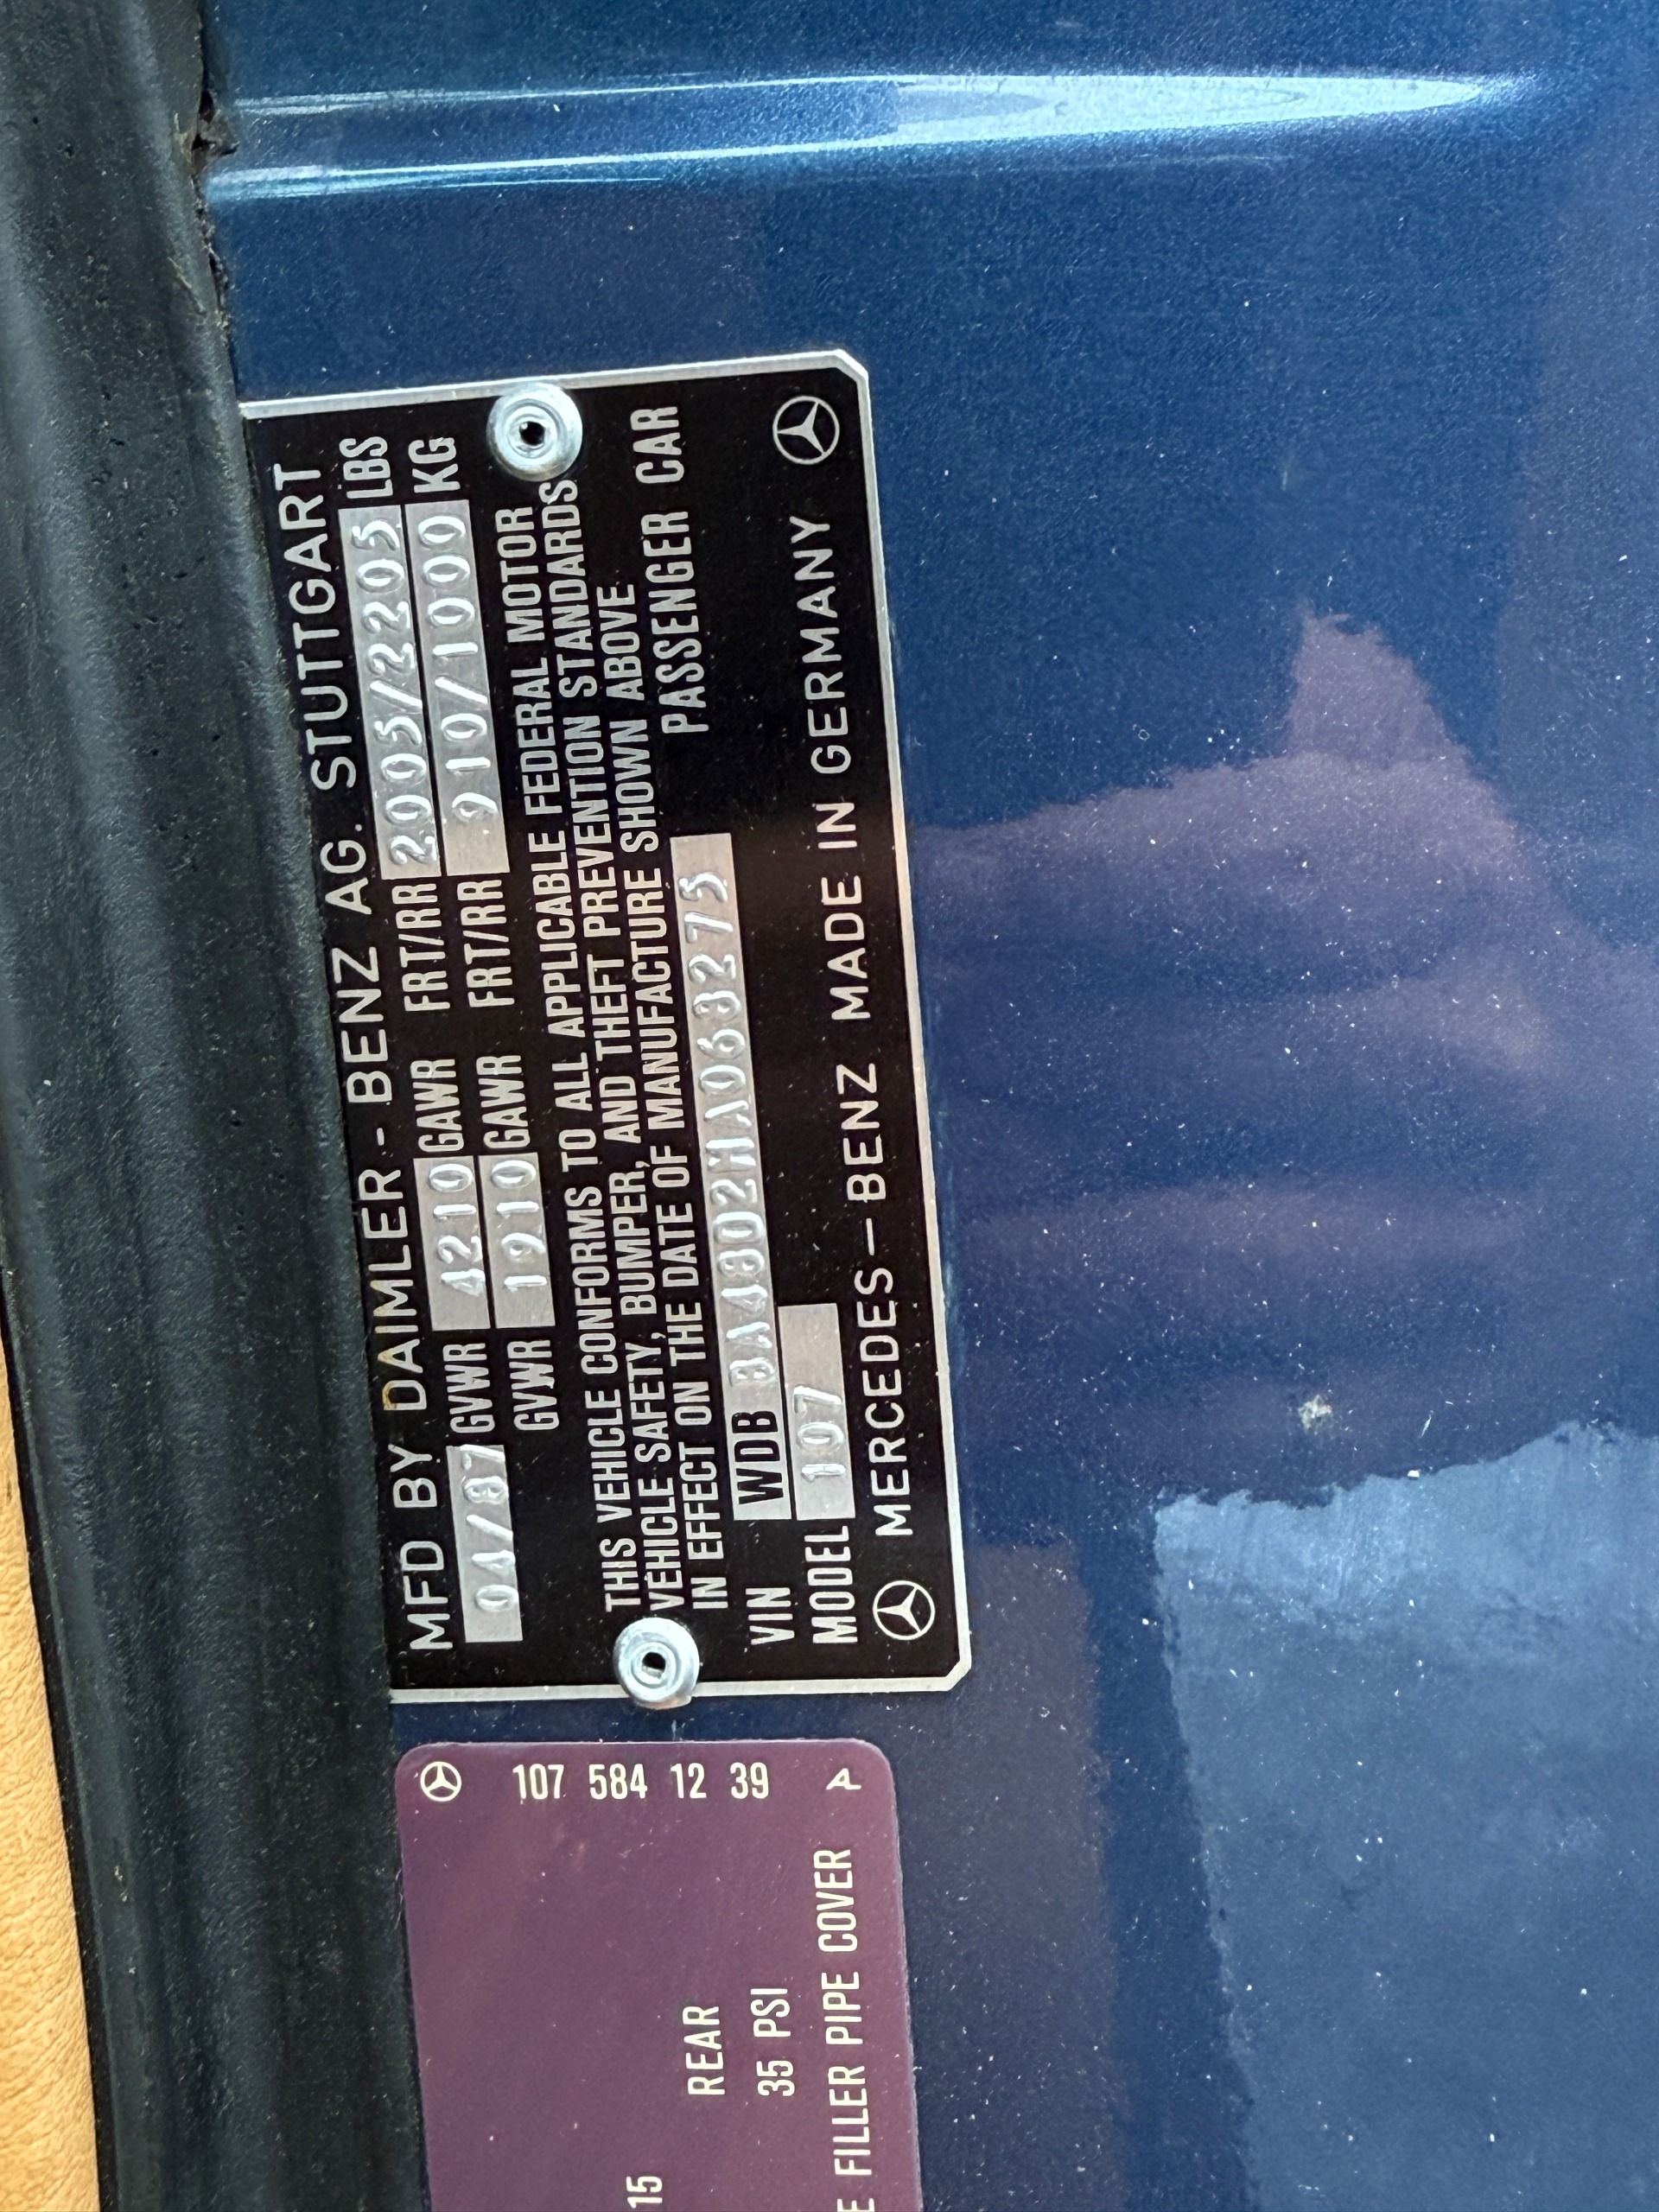 MFD BY DAIMLER - BENZ AG. STUTTGART
04/87 GVWR 4210 GAWR FRT/RR 2005/2205 LBS
GVWR 1910 GAWR FRT/RR 910/1000 KG
THIS VEHICLE CONFORMS TO ALL APPLICABLE FEDERAL MOTOR
VEHICLE SAFETY, BUMPER, AND THEFT PREVENTION STANDARDS
IN EFFECT ON THE DATE OF MANUFACTURE SHOWN ABOVE
VIN WDB BA48D2HA068275 PASSENGER CAR
MODEL 107
MERCEDES-BENZ MADE IN GERMANY
107 584 12 39
A
15
REAR
35 PSI
FILLER PIPE COVER